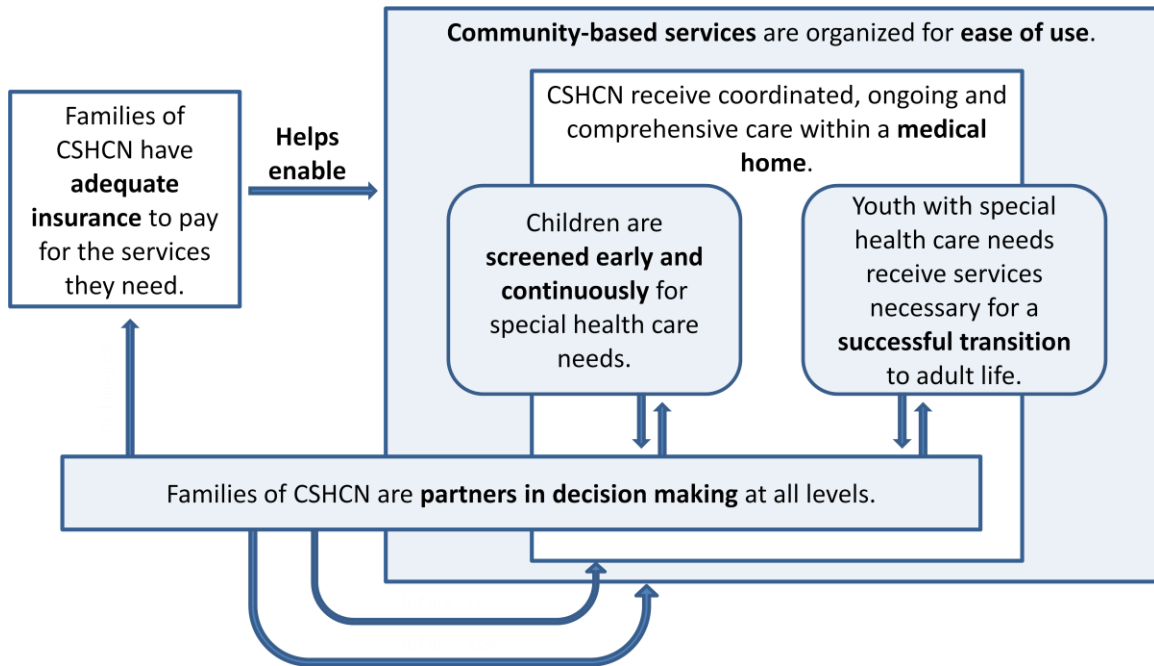 Community-based services are organized for ease of use.
Families of
CSHCN have
adequate
insurance to pay
for the services
they need.
Helps
enable
CSHCN receive coordinated, ongoing and
comprehensive care within a medical
home.
Children are
screened early and
continuously for
special health care
needs.
Youth with special
health care needs
receive services
necessary for a
successful transition
to adult life.
Families of CSHCN are partners in decision making at all levels.